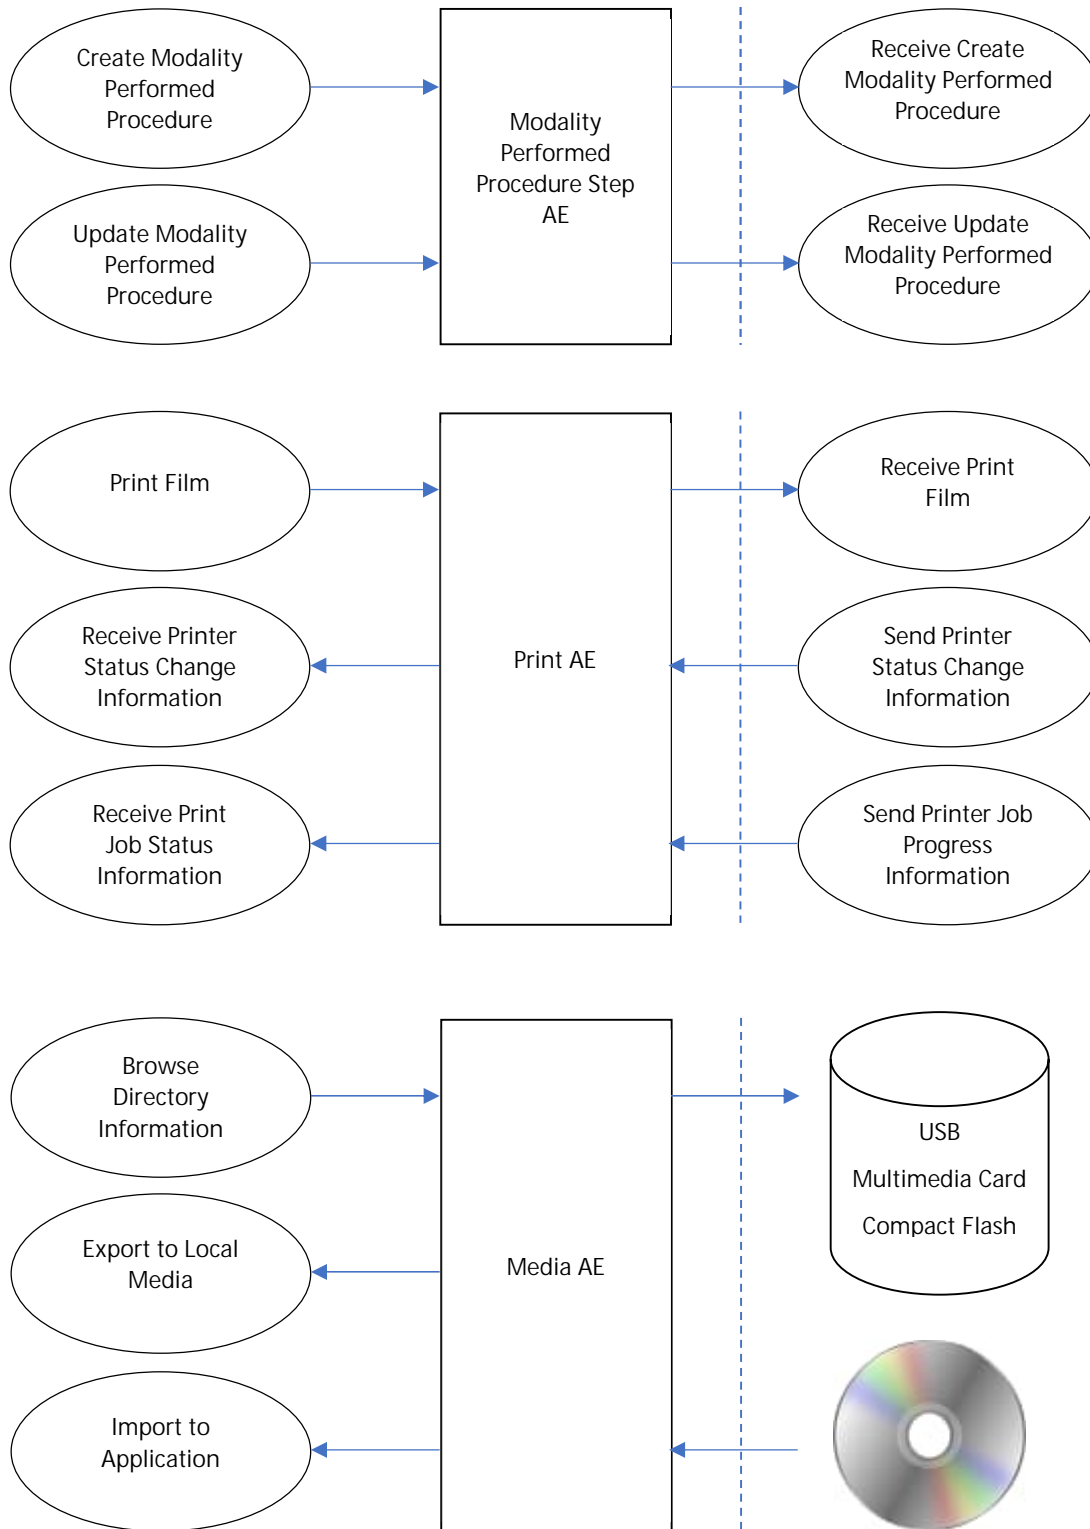 Create Modality
Performed
Procedure
Modality
Performed
Procedure Step
AE
Receive Create
Modality Performed
Procedure
Update Modality
Performed
Procedure
Receive Update
Modality Performed
Procedure
Print Film
Print AE
Receive Print
Film
Receive Printer
Status Change
Information
Send Printer
Status Change
Information
Receive Print
Job Status
Information
Send Printer Job
Progress
Information
Browse
Directory
Information
Media AE
USB
Multimedia Card
Compact Flash
Export to Local
Media
Import to
Application